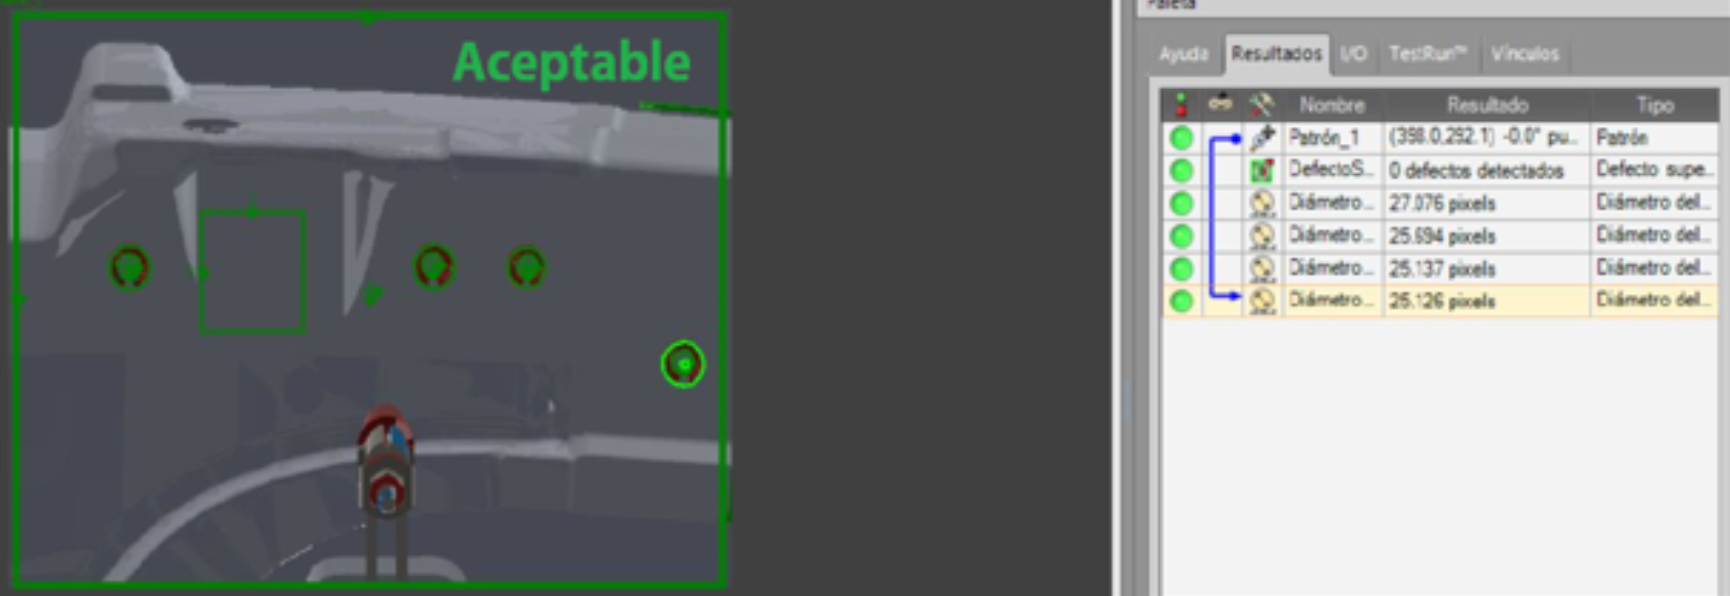 Aceptable
Paleta
Ayuda Resultados I/O TestRun™ Vínculos
Nombre Resultado Tipo
Patrón_1 (398.0,292.1) -0.0° pu... Patrón
DefectoS... 0 defectos detectados Defecto supe...
Diámetro... 27.076 pixels Diámetro del...
Diámetro... 25.694 pixels Diámetro del...
Diámetro... 25.137 pixels Diámetro del...
Diámetro... 25.126 pixels Diámetro del...